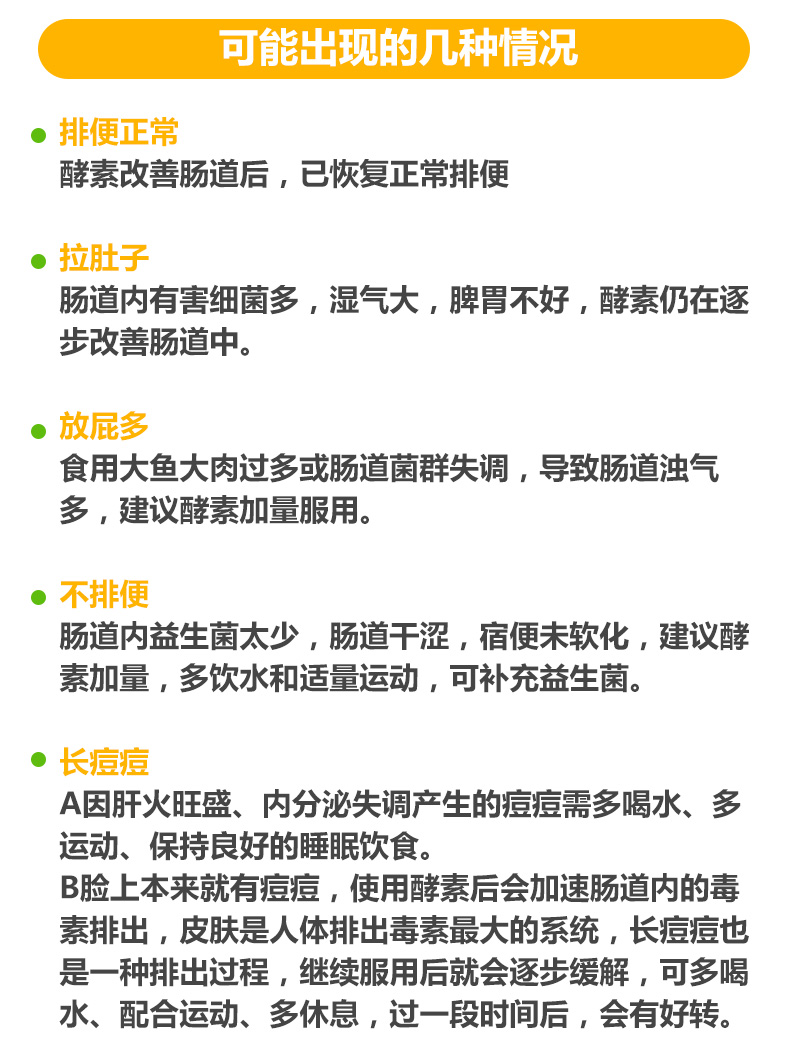 可能出现的几种情况
排便正常
酵素改善肠道后，已恢复正常排便
拉肚子
肠道内有害细菌多，湿气大，脾胃不好，酵素仍在逐
步改善肠道中。
放屁多
食用大鱼大肉过多或肠道菌群失调，导致肠道浊气
多，建议酵素加量服用。
不排便
肠道内益生菌太少，肠道干涩，宿便未软化，建议酵
素加量，多饮水和适量运动，可补充益生菌。
长痘痘
A因肝火旺盛、内分泌失调产生的痘痘需多喝水、多
运动、保持良好的睡眠饮食。
B脸上本来就有痘痘，使用酵素后会加速肠道内的毒
素排出，皮肤是人体排出毒素最大的系统，长痘痘也
是一种排出过程，继续服用后就会逐步缓解，可多喝
水、配合运动、多休息，过一段时间后，会有好转。